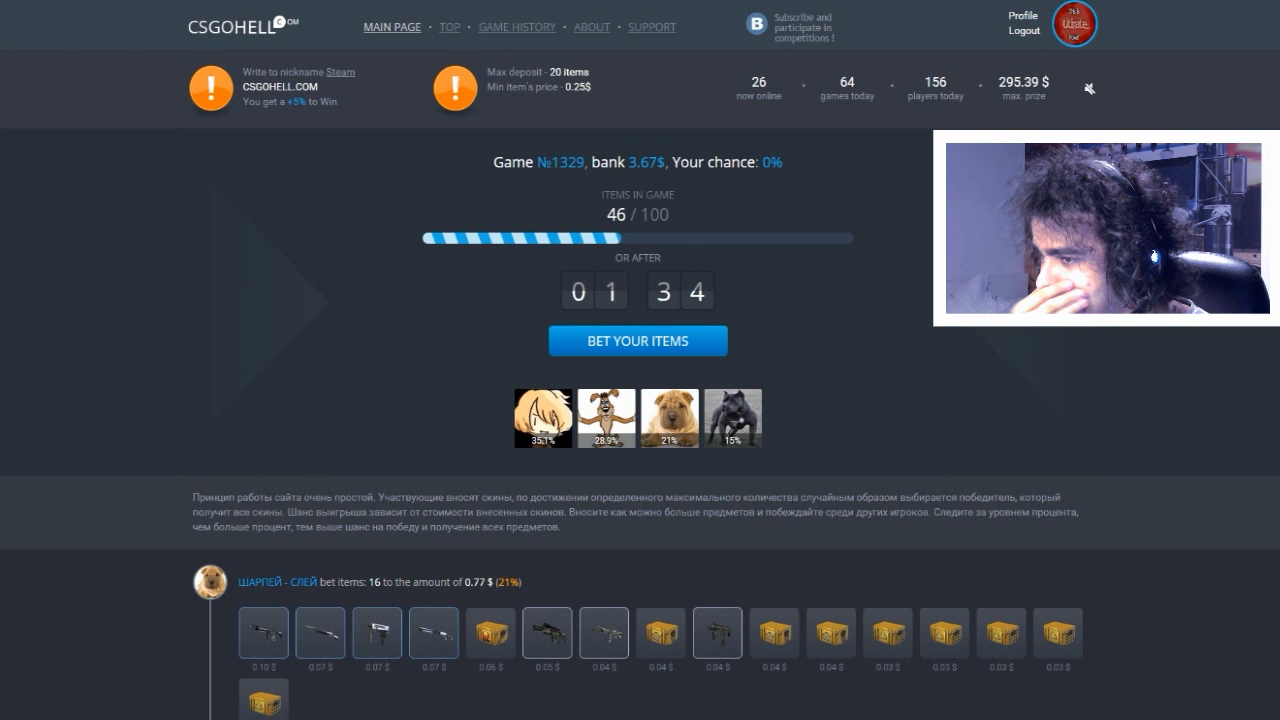 CSGOHELL C OM
MAIN PAGE · TOP · GAME HISTORY · ABOUT · SUPPORT
B Subscribe and
participate in
competitions !
Profile
Logout
Write to nickname Steam
CSGOHELL.COM
You get a +5% to Win
Max deposit - 20 items
Min item's price - 0.25$
26
now online
64
games today
156
players today
295.39 $
max. prize
Game №1329, bank 3.67$, Your chance: 0%
ITEMS IN GAME
46 / 100
OR AFTER
01 34
BET YOUR ITEMS
35.1% 28.9% 21% 15%
Принцип работы сайта очень простой. Участвующие вносят скины, по достижении определенного максимального количества случайным образом выбирается победитель, который
получит все скины. Шанс выигрыша зависит от стоимости внесенных скинов. Вносите как можно больше предметов и побеждайте среди других игроков. Следите за уровнем процента,
чем больше процент, тем выше шанс на победу и получение всех предметов.
ШАРПЕЙ - СЛЕЙ bet items: 16 to the amount of 0.77 $ (21%)
0.10 $ 0.07 $ 0.07 $ 0.07 $ 0.06 $ 0.05 $ 0.04 $ 0.04 $ 0.04 $ 0.04 $ 0.04 $ 0.03 $ 0.03 $ 0.03 $ 0.03 $